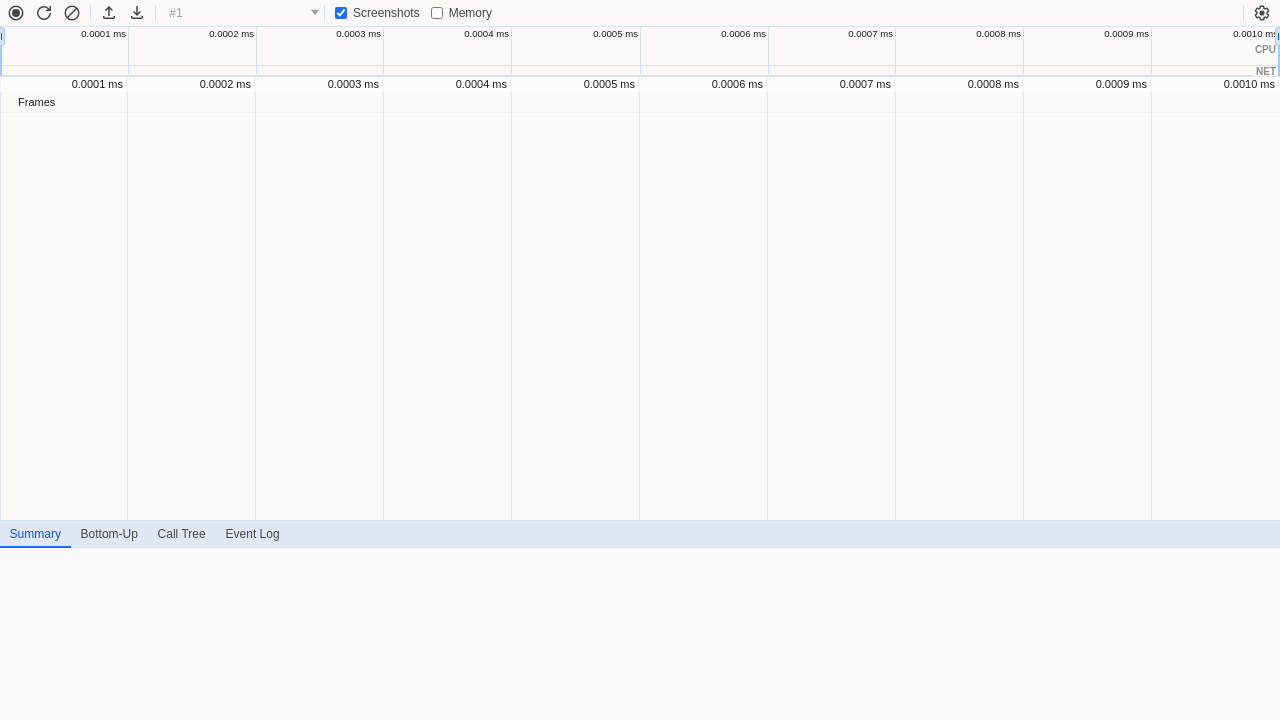 #1 Screenshots Memory
0.0001 ms 0.0002 ms 0.0003 ms 0.0004 ms 0.0005 ms 0.0006 ms 0.0007 ms 0.0008 ms 0.0009 ms 0.0010 ms
CPU
NET
0.0001 ms 0.0002 ms 0.0003 ms 0.0004 ms 0.0005 ms 0.0006 ms 0.0007 ms 0.0008 ms 0.0009 ms 0.0010 ms
Frames
Summary Bottom-Up Call Tree Event Log